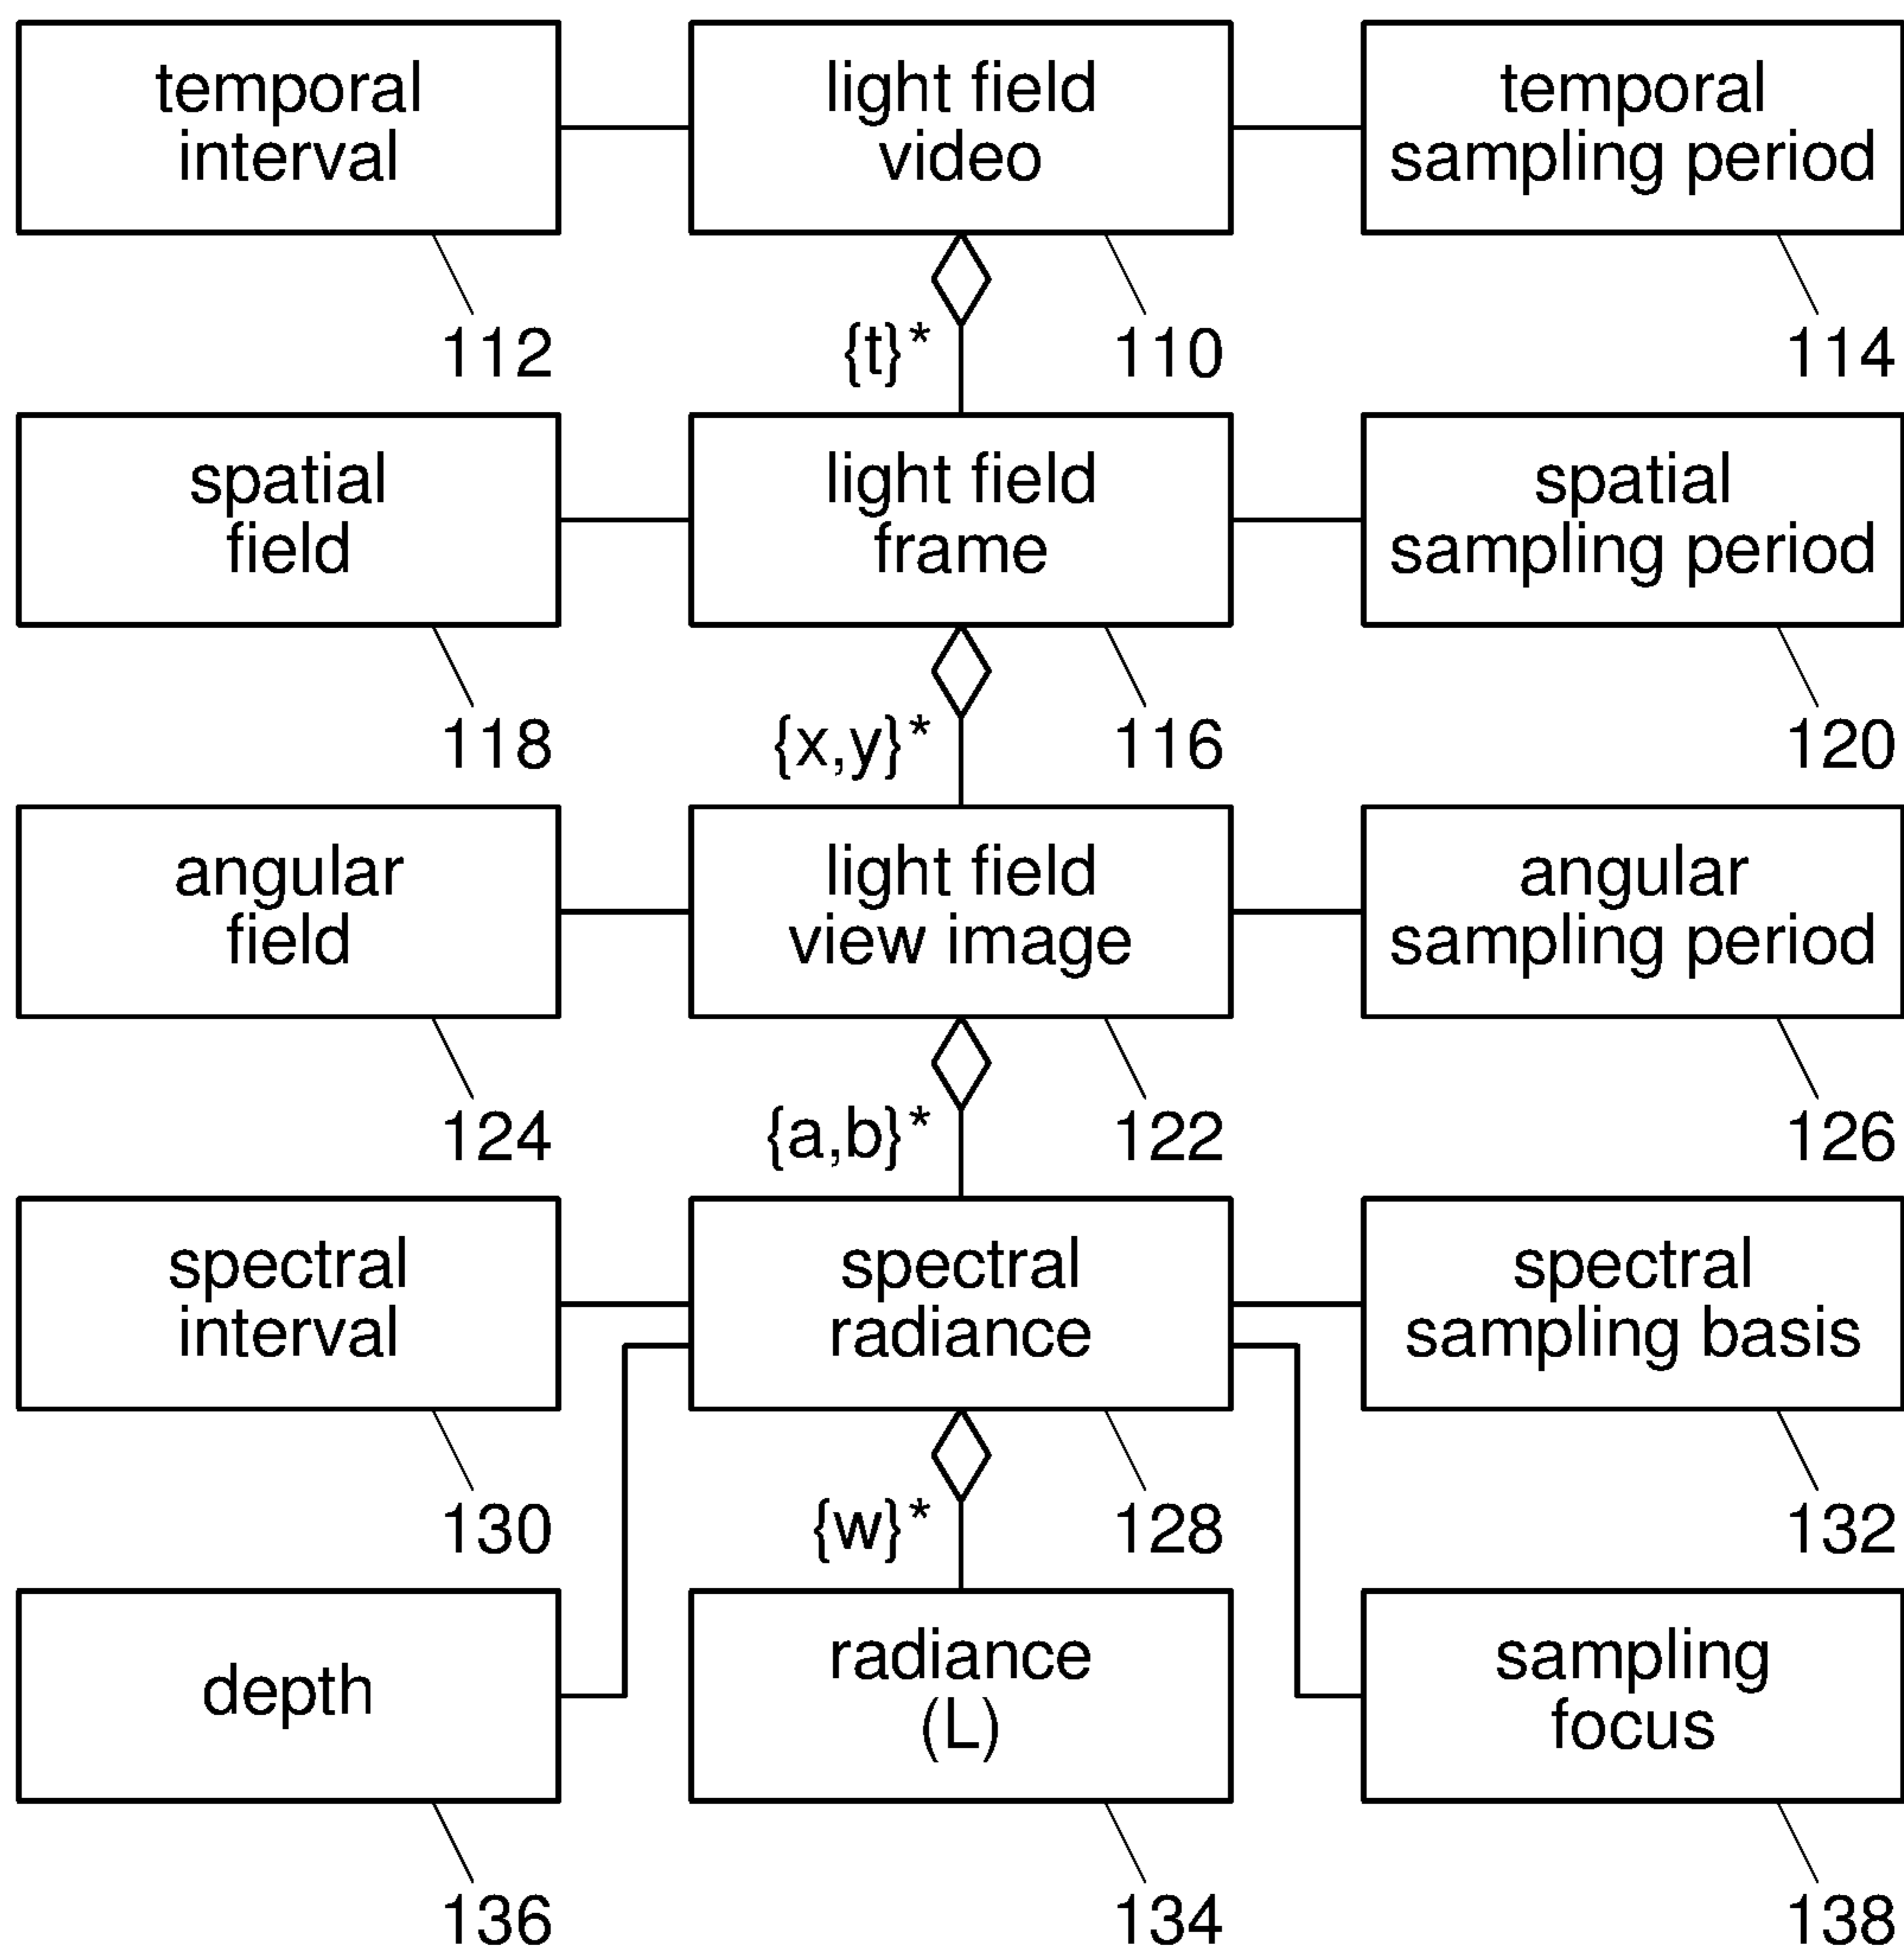 temporal
interval
light field
video
temporal
sampling period
112
{t}*
110
114
spatial
field
light field
frame
spatial
sampling period
118
{x,y}*
116
120
angular
field
light field
view image
angular
sampling period
124
{a,b}*
122
126
spectral
interval
spectral
radiance
spectral
sampling basis
130
{w}*
128
132
depth
radiance
(L)
sampling
focus
136
134
138